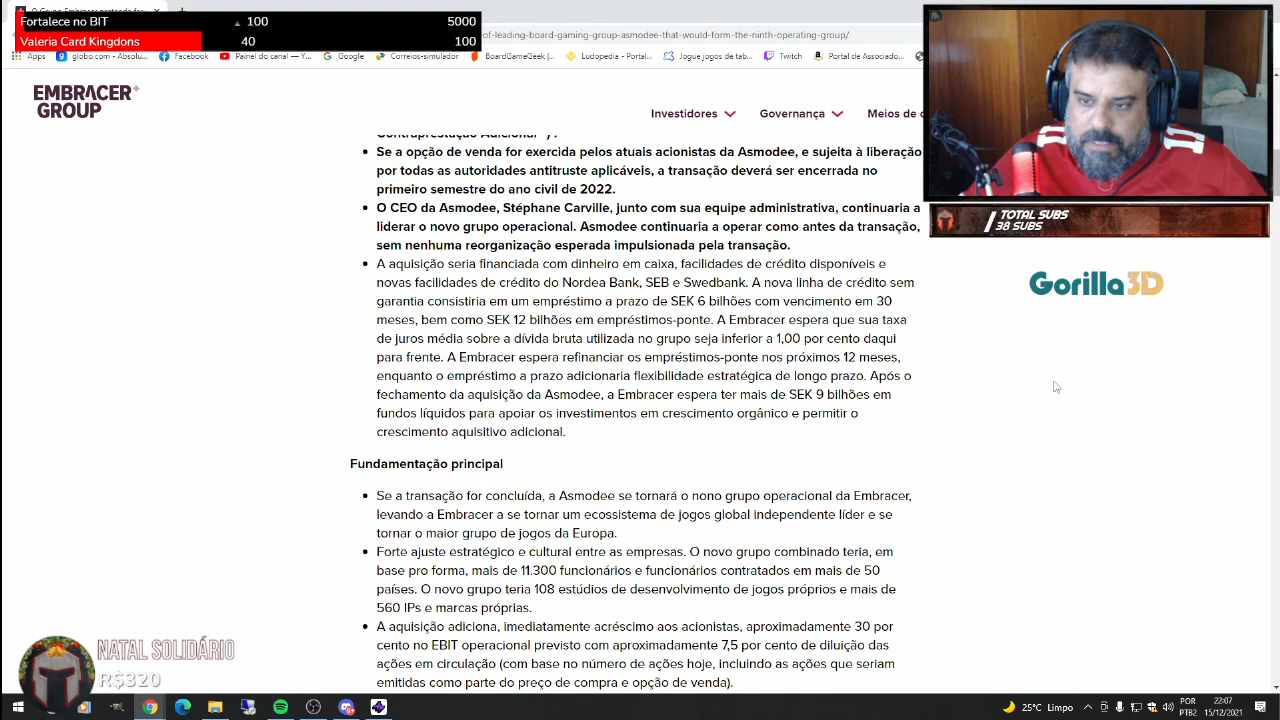 Fortalece no BIT 100 5000
Valeria Card Kingdons 40 100
of-leading-board-gaming-group-asmodee-that-would-form-the-ninth-operating-group/
Apps globo.com - Absolu... Facebook Painel do canal — Y... Google Correios-simulador BoardGameGeek |... Ludopedia - Portal... Jogue jogos de tab... Twitch Portal de Associado...
EMBRACER+
GROUP
Investidores Governança Meios de
Contraprestação Adicional ").
Se a opção de venda for exercida pelos atuais acionistas da Asmodee, e sujeita à liberação
por todas as autoridades antitruste aplicáveis, a transação deverá ser encerrada no
primeiro semestre do ano civil de 2022.
O CEO da Asmodee, Stéphane Carville, junto com sua equipe administrativa, continuaria a
liderar o novo grupo operacional. Asmodee continuaria a operar como antes da transação,
sem nenhuma reorganização esperada impulsionada pela transação.
A aquisição seria financiada com dinheiro em caixa, facilidades de crédito disponíveis e
novas facilidades de crédito do Nordea Bank, SEB e Swedbank. A nova linha de crédito sem
garantia consistiria em um empréstimo a prazo de SEK 6 bilhões com vencimento em 30
meses, bem como SEK 12 bilhões em empréstimos-ponte. A Embracer espera que sua taxa
de juros média sobre a dívida bruta utilizada no grupo seja inferior a 1,00 por cento daqui
para frente. A Embracer espera refinanciar os empréstimos-ponte nos próximos 12 meses,
enquanto o empréstimo a prazo adicionaria flexibilidade estratégica de longo prazo. Após o
fechamento da aquisição da Asmodee, a Embracer espera ter mais de SEK 9 bilhões em
fundos líquidos para apoiar os investimentos em crescimento orgânico e permitir o
crescimento aquisitivo adicional.
Fundamentação principal
Se a transação for concluída, a Asmodee se tornará o nono grupo operacional da Embracer,
levando a Embracer a se tornar um ecossistema de jogos global independente líder e se
tornar o maior grupo de jogos da Europa.
Forte ajuste estratégico e cultural entre as empresas. O novo grupo combinado teria, em
base pro forma, mais de 11.300 funcionários e funcionários contratados em mais de 50
países. O novo grupo teria 108 estúdios de desenvolvimento de jogos próprios e mais de
560 IPs e marcas próprias.
A aquisição adiciona, imediatamente acréscimo aos acionistas, aproximadamente 30 por
cento no EBIT operacional previsto com aproximadamente 7,5 por cento de diluição das
ações em circulação (com base no número de ações hoje, incluindo as ações que seriam
emitidas como parte do preço de compra e opção de venda).
TOTAL SUBS
38 SUBS
Gorilla3D
NATAL SOLIDÁRIO
R$320
25°C Limpo
POR
PTB2
22:07
15/12/2021